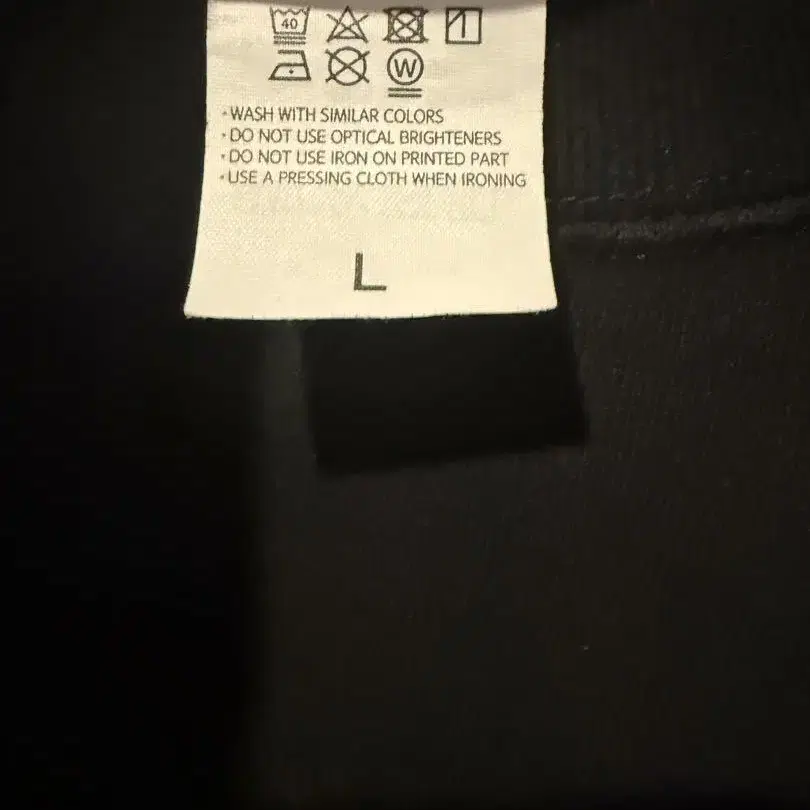 40
W
·WASH WITH SIMILAR COLORS
·DO NOT USE OPTICAL BRIGHTENERS
·DO NOT USE IRON ON PRINTED PART
·USE A PRESSING CLOTH WHEN IRONING
L